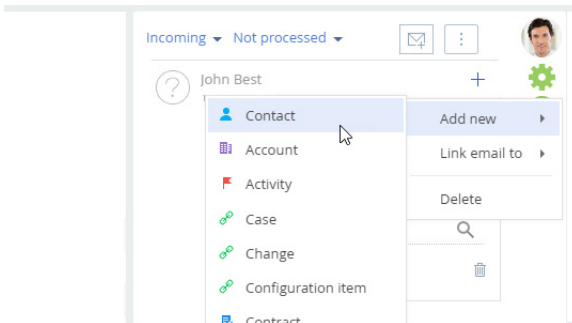 Incoming Not processed
John Best
Contact
Add new
Account
Link email to
Activity
Delete
Case
Change
Configuration item
Contract